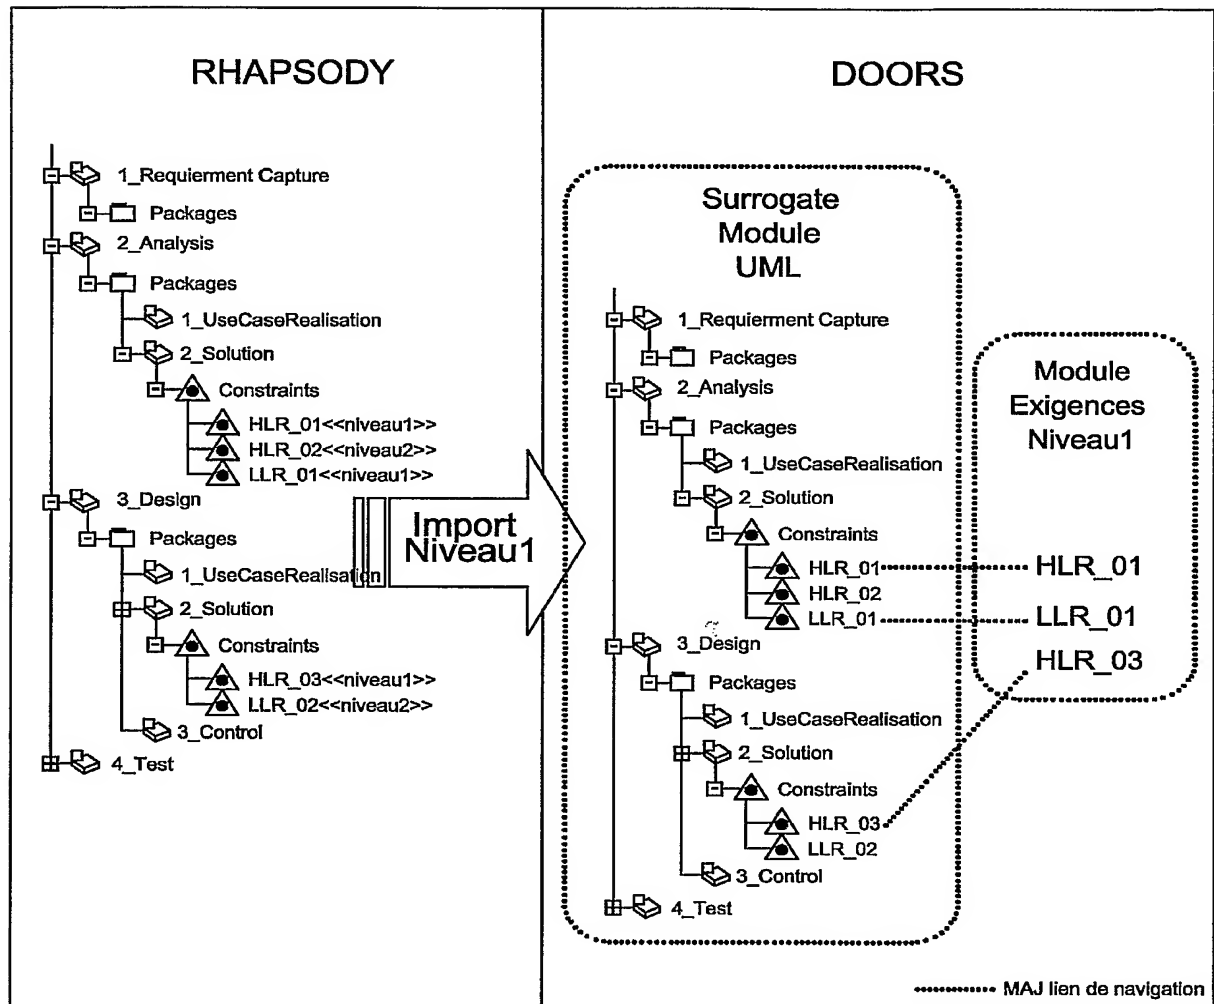 RHAPSODY
1_Requierment Capture
Packages
2_Analysis
Packages
1_UseCaseRealisation
2_Solution
Constraints
HLR_01<<niveau1>>
HLR_02<<niveau2>>
LLR_01<<niveau1>>
3_Design
Packages
1_UseCaseRealisation
2_Solution
Constraints
HLR_03<<niveau1>>
LLR_02<<niveau2>>
3_Control
4_Test
Import
Niveau1
DOORS
Surrogate
Module
UML
1_Requierment Capture
Packages
2_Analysis
Packages
1_UseCaseRealisation
2_Solution
Constraints
HLR_01
HLR_02
LLR_01
3_Design
Packages
1_UseCaseRealisation
2_Solution
Constraints
HLR_03
LLR_02
3_Control
4_Test
Module
Exigences
Niveau1
HLR_01
LLR_01
HLR_03
MAJ lien de navigation